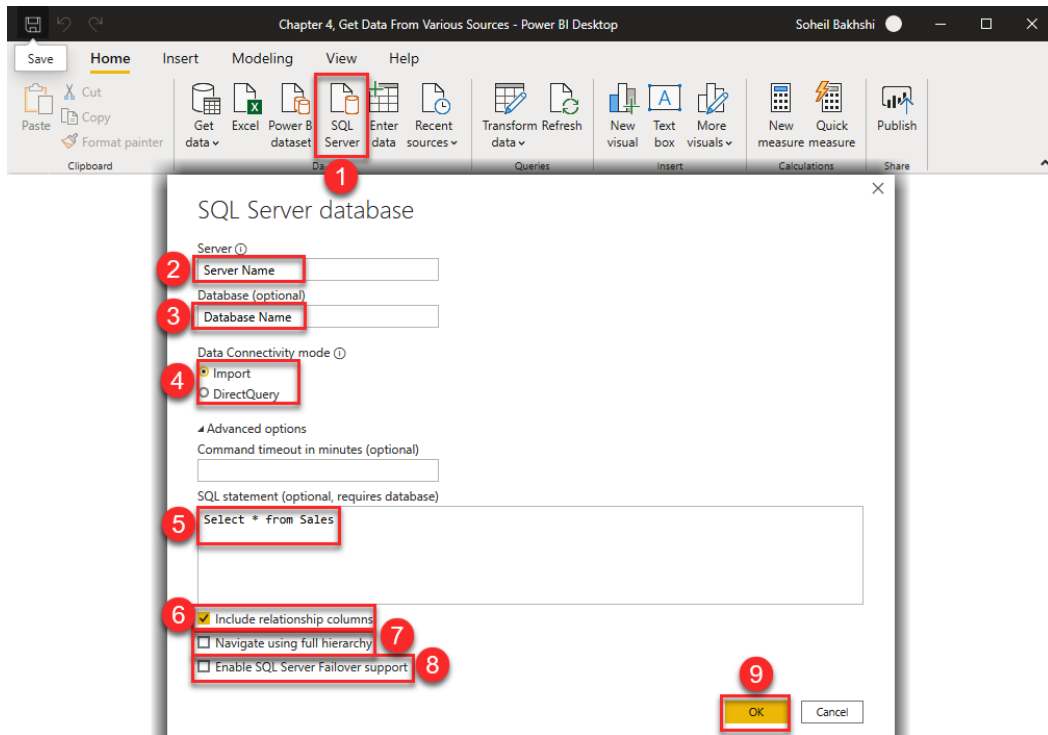 Chapter 4, Get Data From Various Sources - Power BI Desktop
Soheil Bakhshi
Save
Home
Insert
Modeling
View
Help
Paste
Cut
Copy
Format painter
Get data
Excel
Power B dataset
SQL Server
Enter data
Recent sources
Transform data
Refresh
New visual
Text box
A
More visuals
New measure
Quick measure
Publish
Clipboard
Da
Queries
Insert
Calculations
Share
1
SQL Server database
Server
2
Server Name
Database (optional)
3
Database Name
Data Connectivity mode
4
Import
DirectQuery
Advanced options
Command timeout in minutes (optional)
SQL statement (optional, requires database)
5
Select * from Sales
6
Include relationship columns
Navigate using full hierarchy
7
Enable SQL Server Failover support
8
9
OK
Cancel